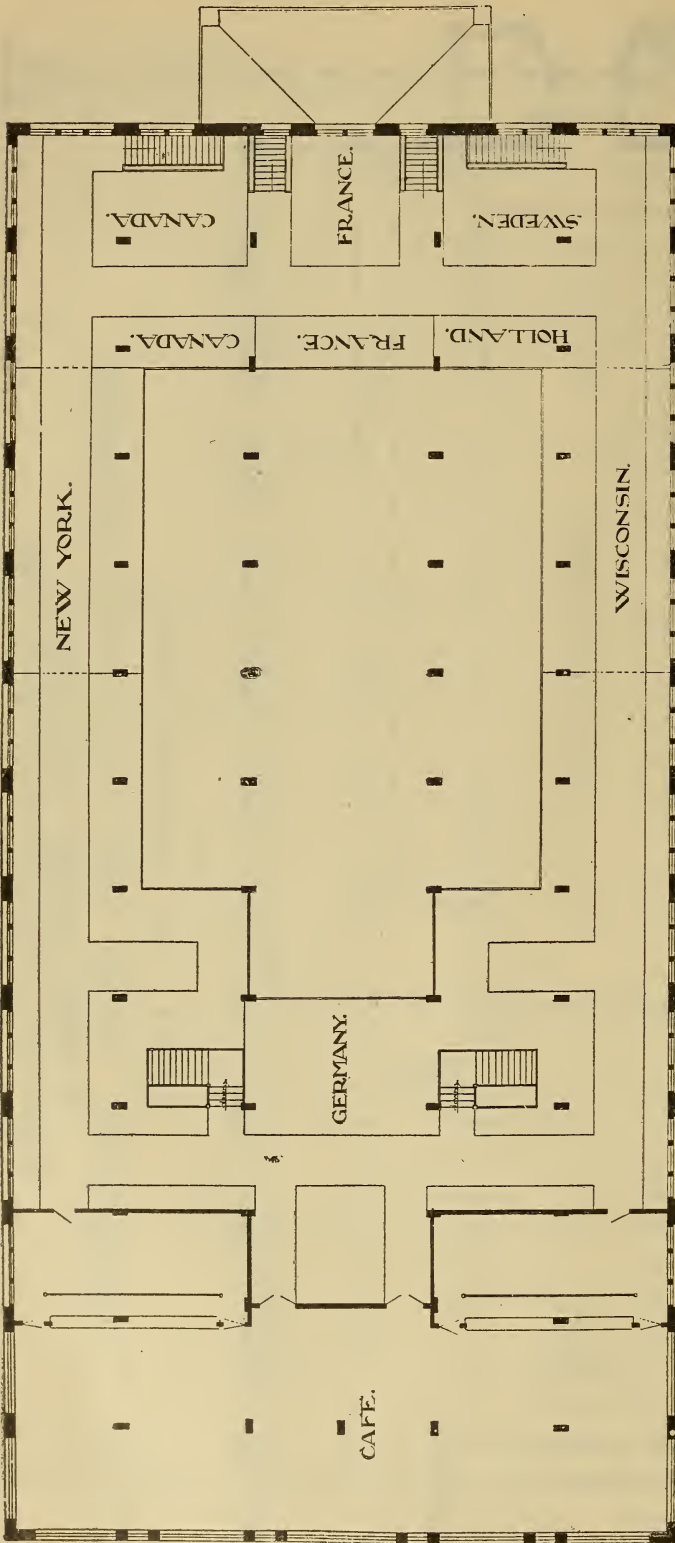 CANADA.
FRANCE.
SWEDEN.
CANADA.
FRANCE.
HOLLAND.
NEW YORK.
WISCONSIN.
GERMANY.
CAFE.